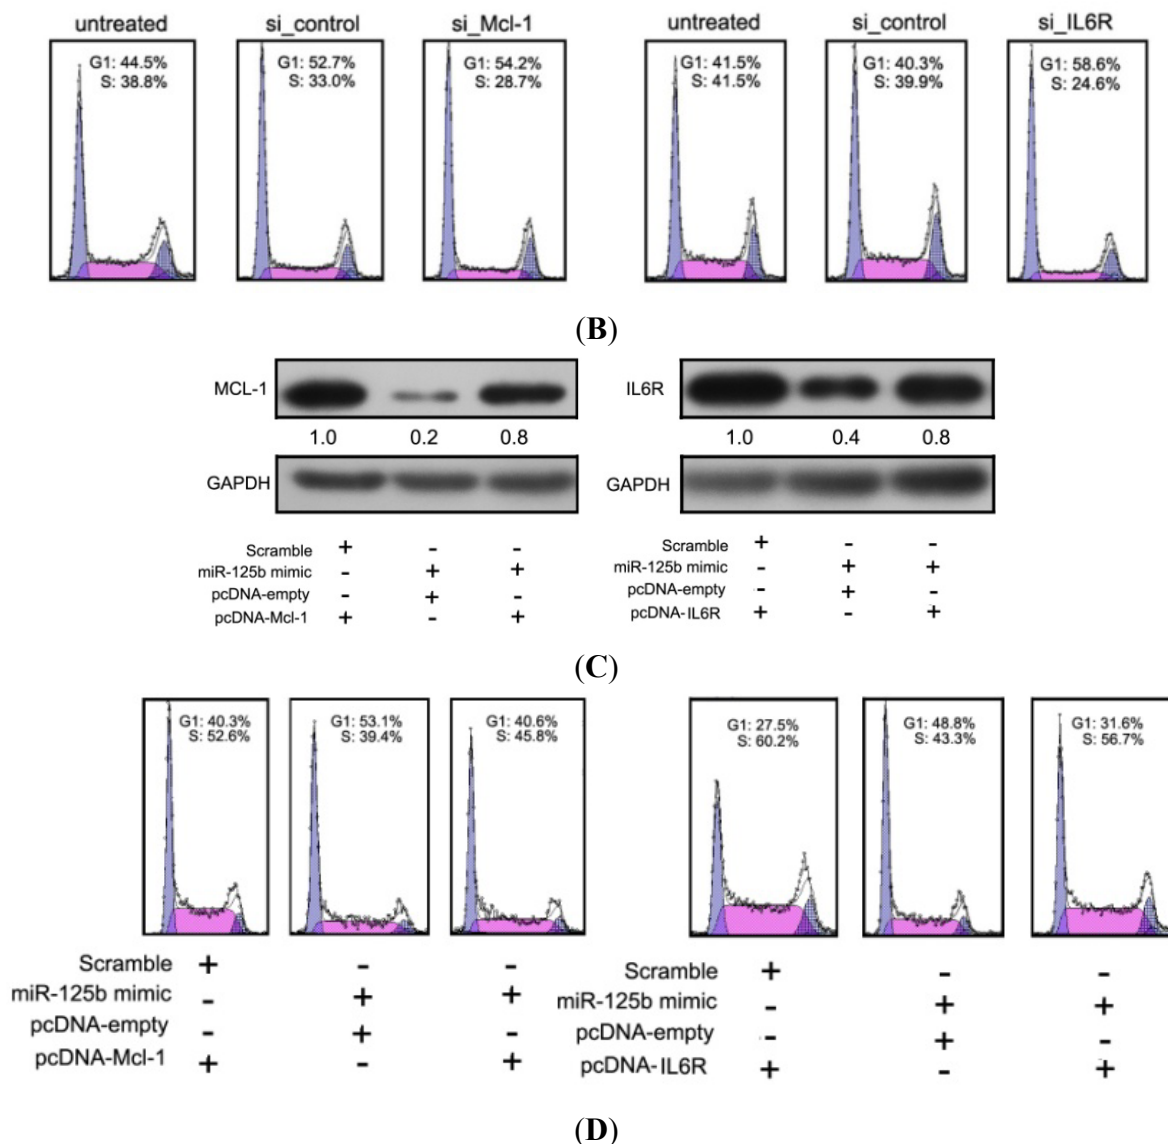 untreated si_control si_Mcl-1 untreated si_control si_IL6R
G1: 44.5% G1: 52.7% G1: 54.2% G1: 41.5% G1: 40.3% G1: 58.6%
S: 38.8% S: 33.0% S: 28.7% S: 41.5% S: 39.9% S: 24.6%
(B)
MCL-1 IL6R
1.0 0.2 0.8 1.0 0.4 0.8
GAPDH GAPDH
Scramble + - - Scramble + - -
miR-125b mimic - + + miR-125b mimic - + +
pcDNA-empty - + - pcDNA-empty - + -
pcDNA-Mcl-1 + - + pcDNA-IL6R + - +
(C)
G1: 40.3% G1: 53.1% G1: 40.6% G1: 27.5% G1: 48.8% G1: 31.6%
S: 52.6% S: 39.4% S: 45.8% S: 60.2% S: 43.3% S: 56.7%
Scramble + - - Scramble + - -
miR-125b mimic - + + miR-125b mimic - + +
pcDNA-empty - + - pcDNA-empty - + -
pcDNA-Mcl-1 + - + pcDNA-IL6R + - +
(D)